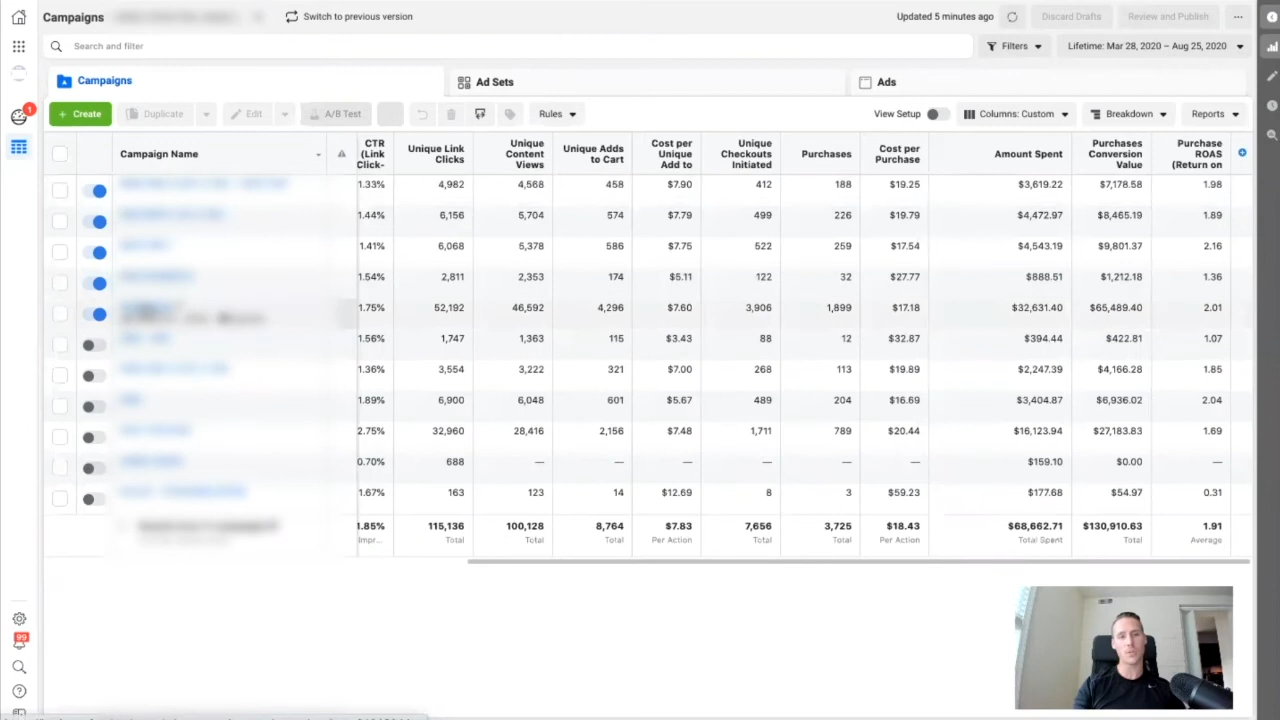 Campaigns
Switch to previous version
Updated 5 minutes ago
Discard Drafts
Review and Publish
Search and filter
Filters
Lifetime: Mar 28, 2020 – Aug 25, 2020
Campaigns
Ad Sets
Ads
1
+ Create
Duplicate
Edit
A/B Test
Rules
View Setup
Columns: Custom
Breakdown
Reports
Campaign Name
CTR (Link Click-
Unique Link Clicks
Unique Content Views
Unique Adds to Cart
Cost per Unique Add to
Unique Checkouts Initiated
Purchases
Cost per Purchase
Amount Spent
Purchases Conversion Value
Purchase ROAS (Return on
1.33% 4,982 4,568 458 $7.90 412 188 $19.25 $3,619.22 $7,178.58 1.98
1.44% 6,156 5,704 574 $7.79 499 226 $19.79 $4,472.97 $8,465.19 1.89
1.41% 6,068 5,378 586 $7.75 522 259 $17.54 $4,543.19 $9,801.37 2.16
1.54% 2,811 2,353 174 $5.11 122 32 $27.77 $888.51 $1,212.18 1.36
1.75% 52,192 46,592 4,296 $7.60 3,906 1,899 $17.18 $32,631.40 $65,489.40 2.01
1.56% 1,747 1,363 115 $3.43 88 12 $32.87 $394.44 $422.81 1.07
1.36% 3,554 3,222 321 $7.00 268 113 $19.89 $2,247.39 $4,166.28 1.85
1.89% 6,900 6,048 601 $5.67 489 204 $16.69 $3,404.87 $6,936.02 2.04
2.75% 32,960 28,416 2,156 $7.48 1,711 789 $20.44 $16,123.94 $27,183.83 1.69
0.70% 688 — — — — — — $159.10 $0.00 —
1.67% 163 123 14 $12.69 8 3 $59.23 $177.68 $54.97 0.31
1.85% 115,136 100,128 8,764 $7.83 7,656 3,725 $18.43 $68,662.71 $130,910.63 1.91
Impr... Total Total Total Per Action Total Total Per Action Total Spent Total Average
99